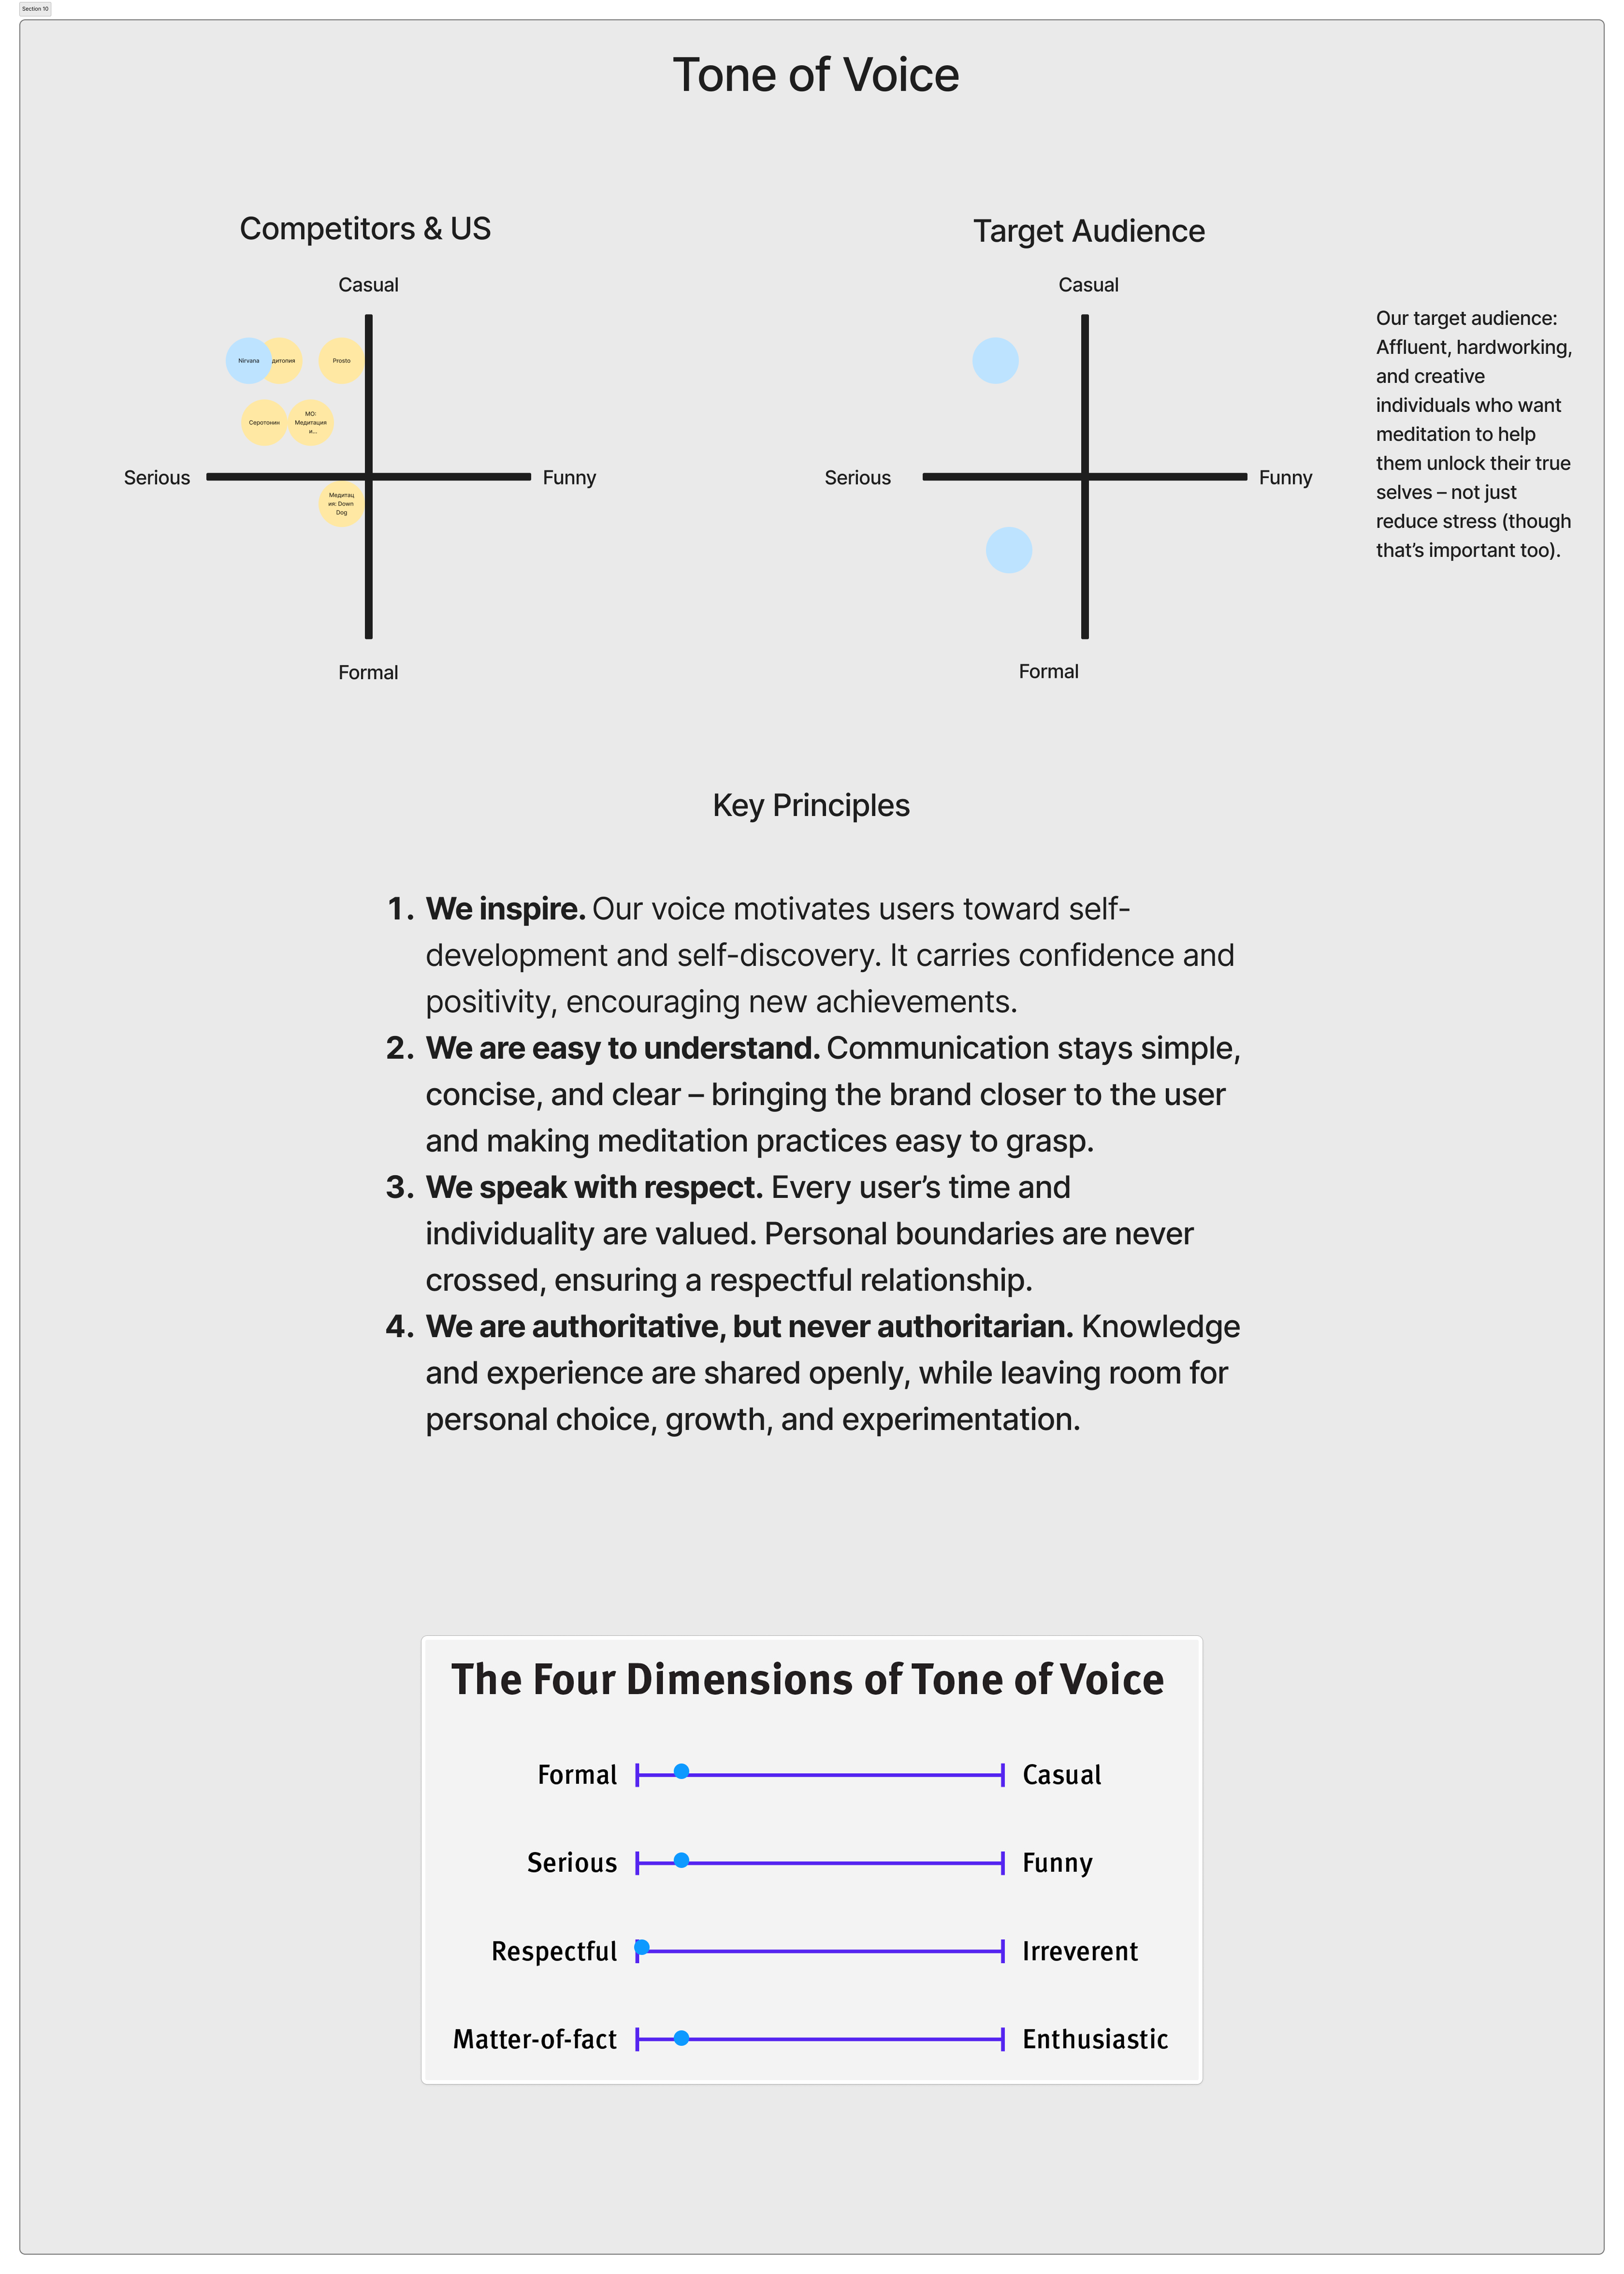 Section 10
Tone of Voice
Competitors & US
Casual
Nirvana
дитопия
Prosto
Серотонин
МО:
Медитация
и...
Serious
Funny
Медитац
ия: Down
Dog
Formal
Target Audience
Casual
Serious
Funny
Formal
Our target audience:
Affluent, hardworking,
and creative
individuals who want
meditation to help
them unlock their true
selves – not just
reduce stress (though
that’s important too).
Key Principles
1. We inspire. Our voice motivates users toward self-
development and self-discovery. It carries confidence and
positivity, encouraging new achievements.
2. We are easy to understand. Communication stays simple,
concise, and clear – bringing the brand closer to the user
and making meditation practices easy to grasp.
3. We speak with respect. Every user’s time and
individuality are valued. Personal boundaries are never
crossed, ensuring a respectful relationship.
4. We are authoritative, but never authoritarian. Knowledge
and experience are shared openly, while leaving room for
personal choice, growth, and experimentation.
The Four Dimensions of Tone of Voice
Formal
Casual
Serious
Funny
Respectful
Irreverent
Matter-of-fact
Enthusiastic